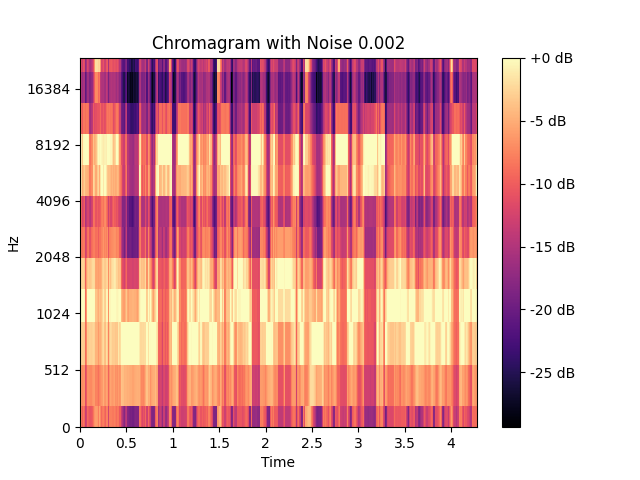 Chromagram with Noise 0.002
Hz
16384
8192
4096
2048
1024
512
0
0 0.5 1 1.5 2 2.5 3 3.5 4
Time
+0 dB
-5 dB
-10 dB
-15 dB
-20 dB
-25 dB